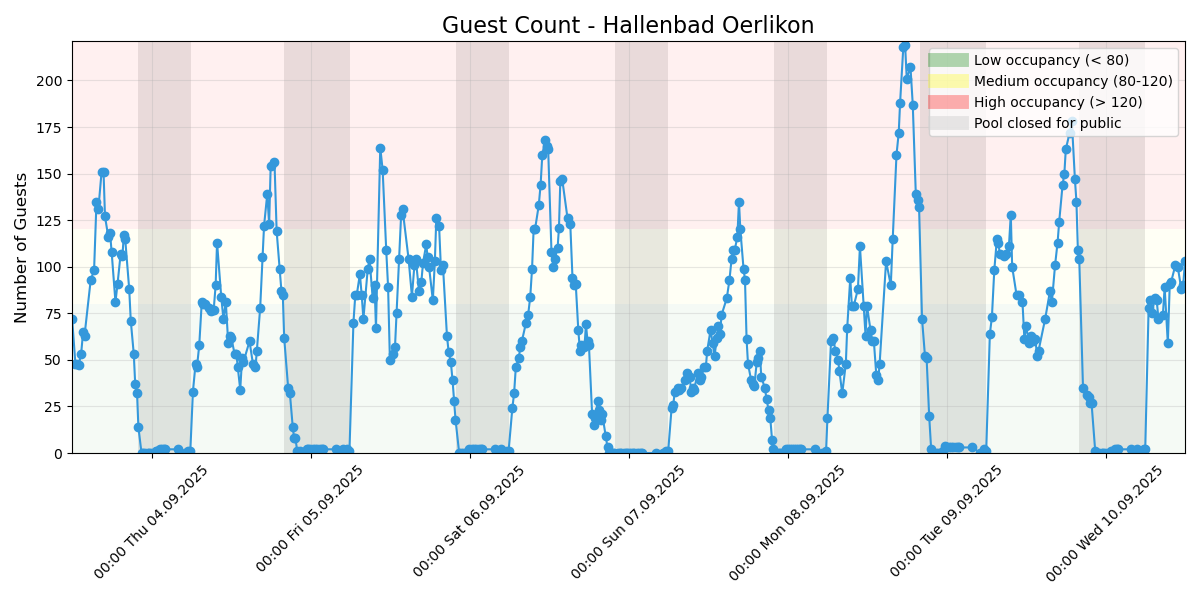 Guest Count - Hallenbad Oerlikon
Number of Guests
200
175
150
125
100
75
50
25
0
Low occupancy (< 80)
Medium occupancy (80-120)
High occupancy (> 120)
Pool closed for public
00:00 Thu 04.09.2025
00:00 Fri 05.09.2025
00:00 Sat 06.09.2025
00:00 Sun 07.09.2025
00:00 Mon 08.09.2025
00:00 Tue 09.09.2025
00:00 Wed 10.09.2025